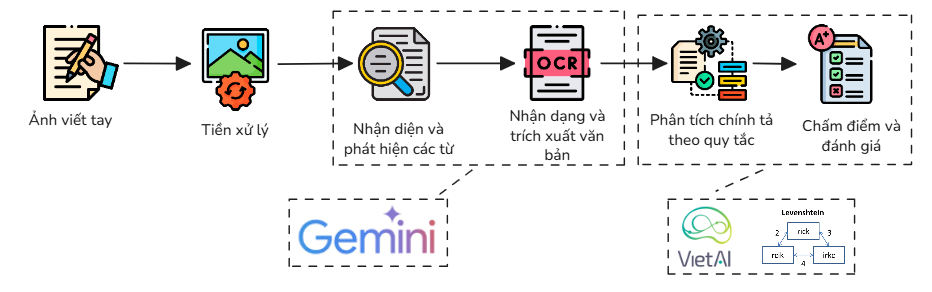 A+
OCR
Ảnh viết tay
Tiền xử lý
Nhận diện và
phát hiện các từ
Nhận dạng và
trích xuất văn
bản
Phân tích chính tả
theo quy tắc
Chấm điểm và
đánh giá
Gemini
VIETAI
Levenshtein
rick
2
3
rcik
irkc
4